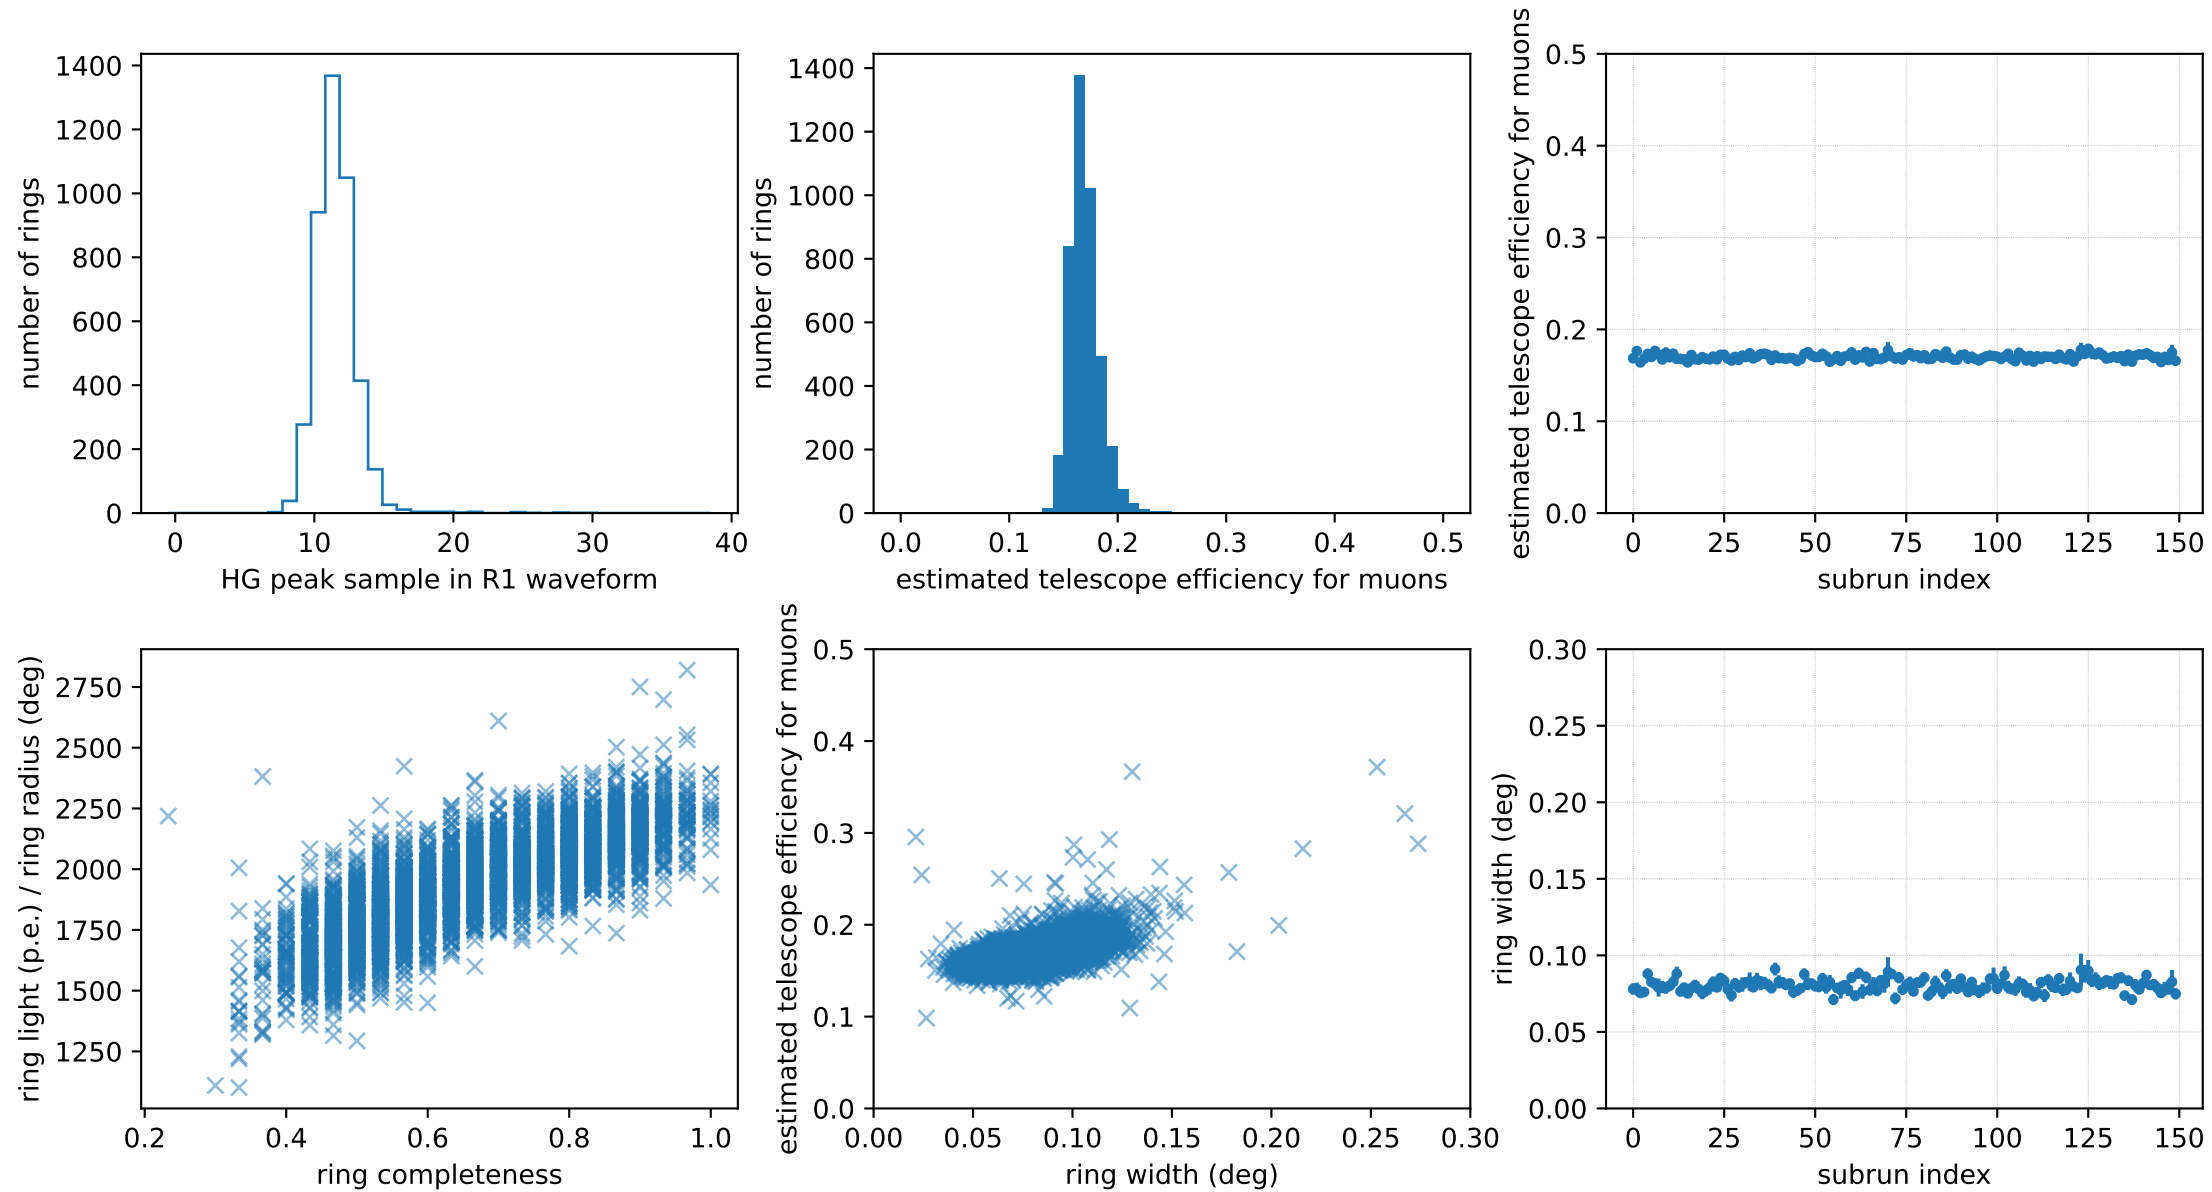 number of rings
1400
1200
1000
800
600
400
200
0
0 10 20 30 40
HG peak sample in R1 waveform
number of rings
1400
1200
1000
800
600
400
200
0
0.0 0.1 0.2 0.3 0.4 0.5
estimated telescope efficiency for muons
estimated telescope efficiency for muons
0.5
0.4
0.3
0.2
0.1
0.0
0 25 50 75 100 125 150
subrun index
ring light (p.e.) / ring radius (deg)
2750
2500
2250
2000
1750
1500
1250
0.2 0.4 0.6 0.8 1.0
ring completeness
estimated telescope efficiency for muons
0.5
0.4
0.3
0.2
0.1
0.0
0.00 0.05 0.10 0.15 0.20 0.25 0.30
ring width (deg)
ring width (deg)
0.30
0.25
0.20
0.15
0.10
0.05
0.00
0 25 50 75 100 125 150
subrun index